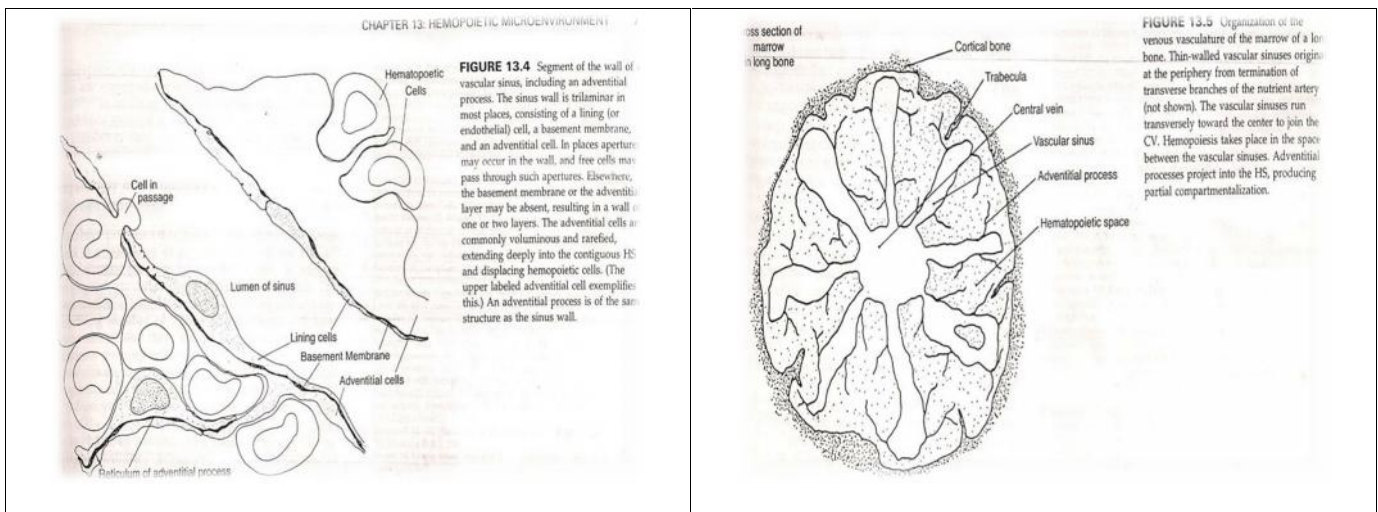 CHAPTER 13: HEMOPOIETIC MICROENVIRONMENT
Hematopoetic
Cells
Cell in
passage
Lumen of sinus
Lining cells
Basement Membrane
Adventitial cells
Reticulum of adventitial process
FIGURE 13.4 Segment of the wall of
vascular sinus, including an adventitial
process. The sinus wall is trilaminar in
most places, consisting of a lining (or
endothelial) cell, a basement membrane,
and an adventitial cell. In places aperture
may occur in the wall, and free cells may
pass through such apertures. Elsewhere,
the basement membrane or the adventitia
layer may be absent, resulting in a wall
one or two layers. The adventitial cells ar
commonly voluminous and rarefied,
extending deeply into the contiguous HS
and displacing hemopoietic cells. (The
upper labeled adventitial cell exemplifies
this.) An adventitial process is of the sam
structure as the sinus wall.
oss section of
marrow
n long bone
Cortical bone
Trabecula
Central vein
Vascular sinus
Adventitial process
Hematopoietic space
FIGURE 13.5 Organization of the
venous vasculature of the marrow of a lon
bone. Thin-walled vascular sinuses origina
at the periphery from termination of
transverse branches of the nutrient artery
(not shown). The vascular sinuses run
transversely toward the center to join the
CV. Hemopoiesis takes place in the space
between the vascular sinuses. Adventitial
processes project into the HS, producing
partial compartmentalization.